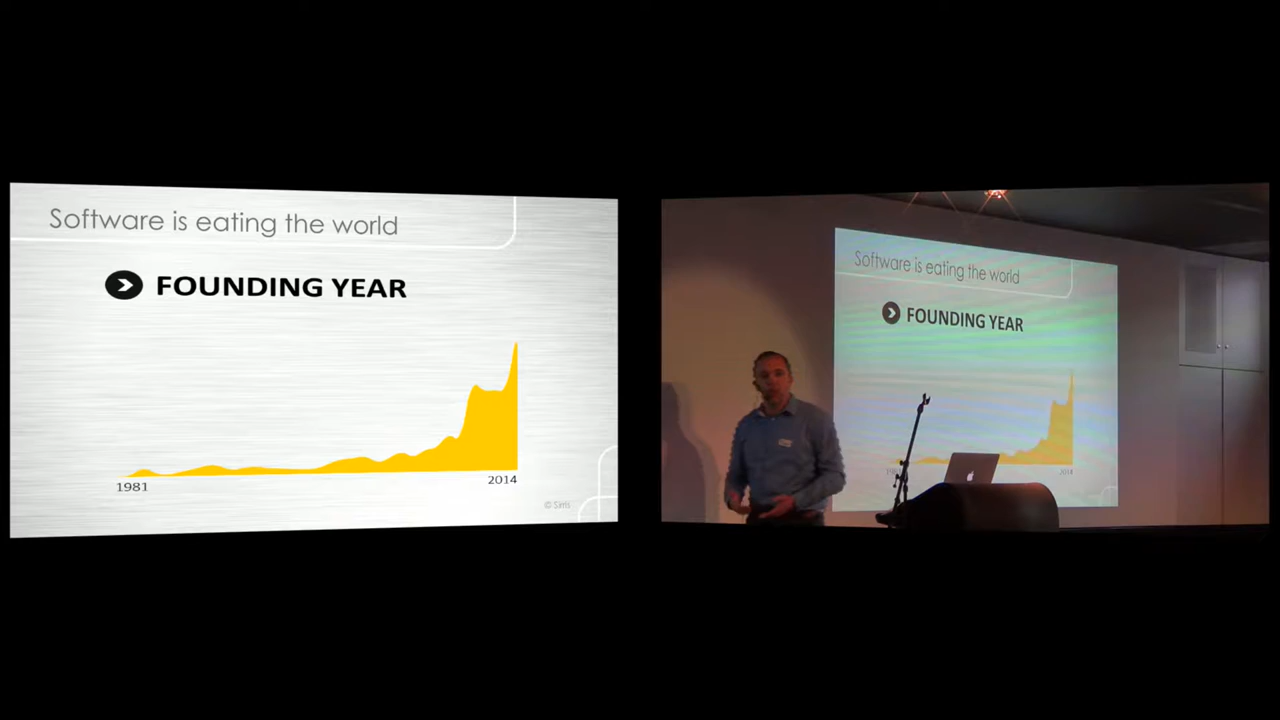 Software is eating the world
FOUNDING YEAR
1981
2014
© Sirris
Software is eating the world
FOUNDING YEAR
2014